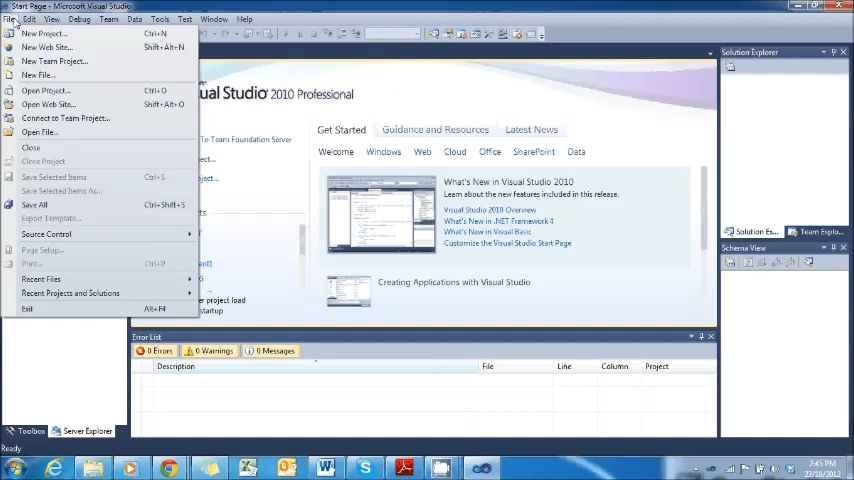 Start Page - Microsoft Visual Studio
File Edit View Debug Team Data Tools Test Window Help
New Project... Ctrl+N
New Web Site... Shift+Alt+N
New Team Project...
New File...
Open Project... Ctrl+O
Open Web Site... Shift+Alt+O
Connect to Team Project...
Open File...
Close
Close Project
Save Selected Items Ctrl+S
Save Selected Items As...
Save All Ctrl+Shift+S
Export Template...
Source Control
Page Setup...
Print... Ctrl+P
Recent Files
Recent Projects and Solutions
Exit Alt+F4
ual Studio 2010 Professional
To Team Foundation Server
ct...
ect...
ts
ent1
G
er project load
startup
Get Started Guidance and Resources Latest News
Welcome Windows Web Cloud Office SharePoint Data
What's New in Visual Studio 2010
Learn about the new features included in this release.
Visual Studio 2010 Overview
What's New in .NET Framework 4
What's New in Visual Basic
Customize the Visual Studio Start Page
Creating Applications with Visual Studio
Solution Explorer
Solution Ex... Team Explo...
Schema View
Error List
0 Errors 0 Warnings 0 Messages
Description File Line Column Project
Toolbox Server Explorer
Ready
2:45 PM
23/10/2012